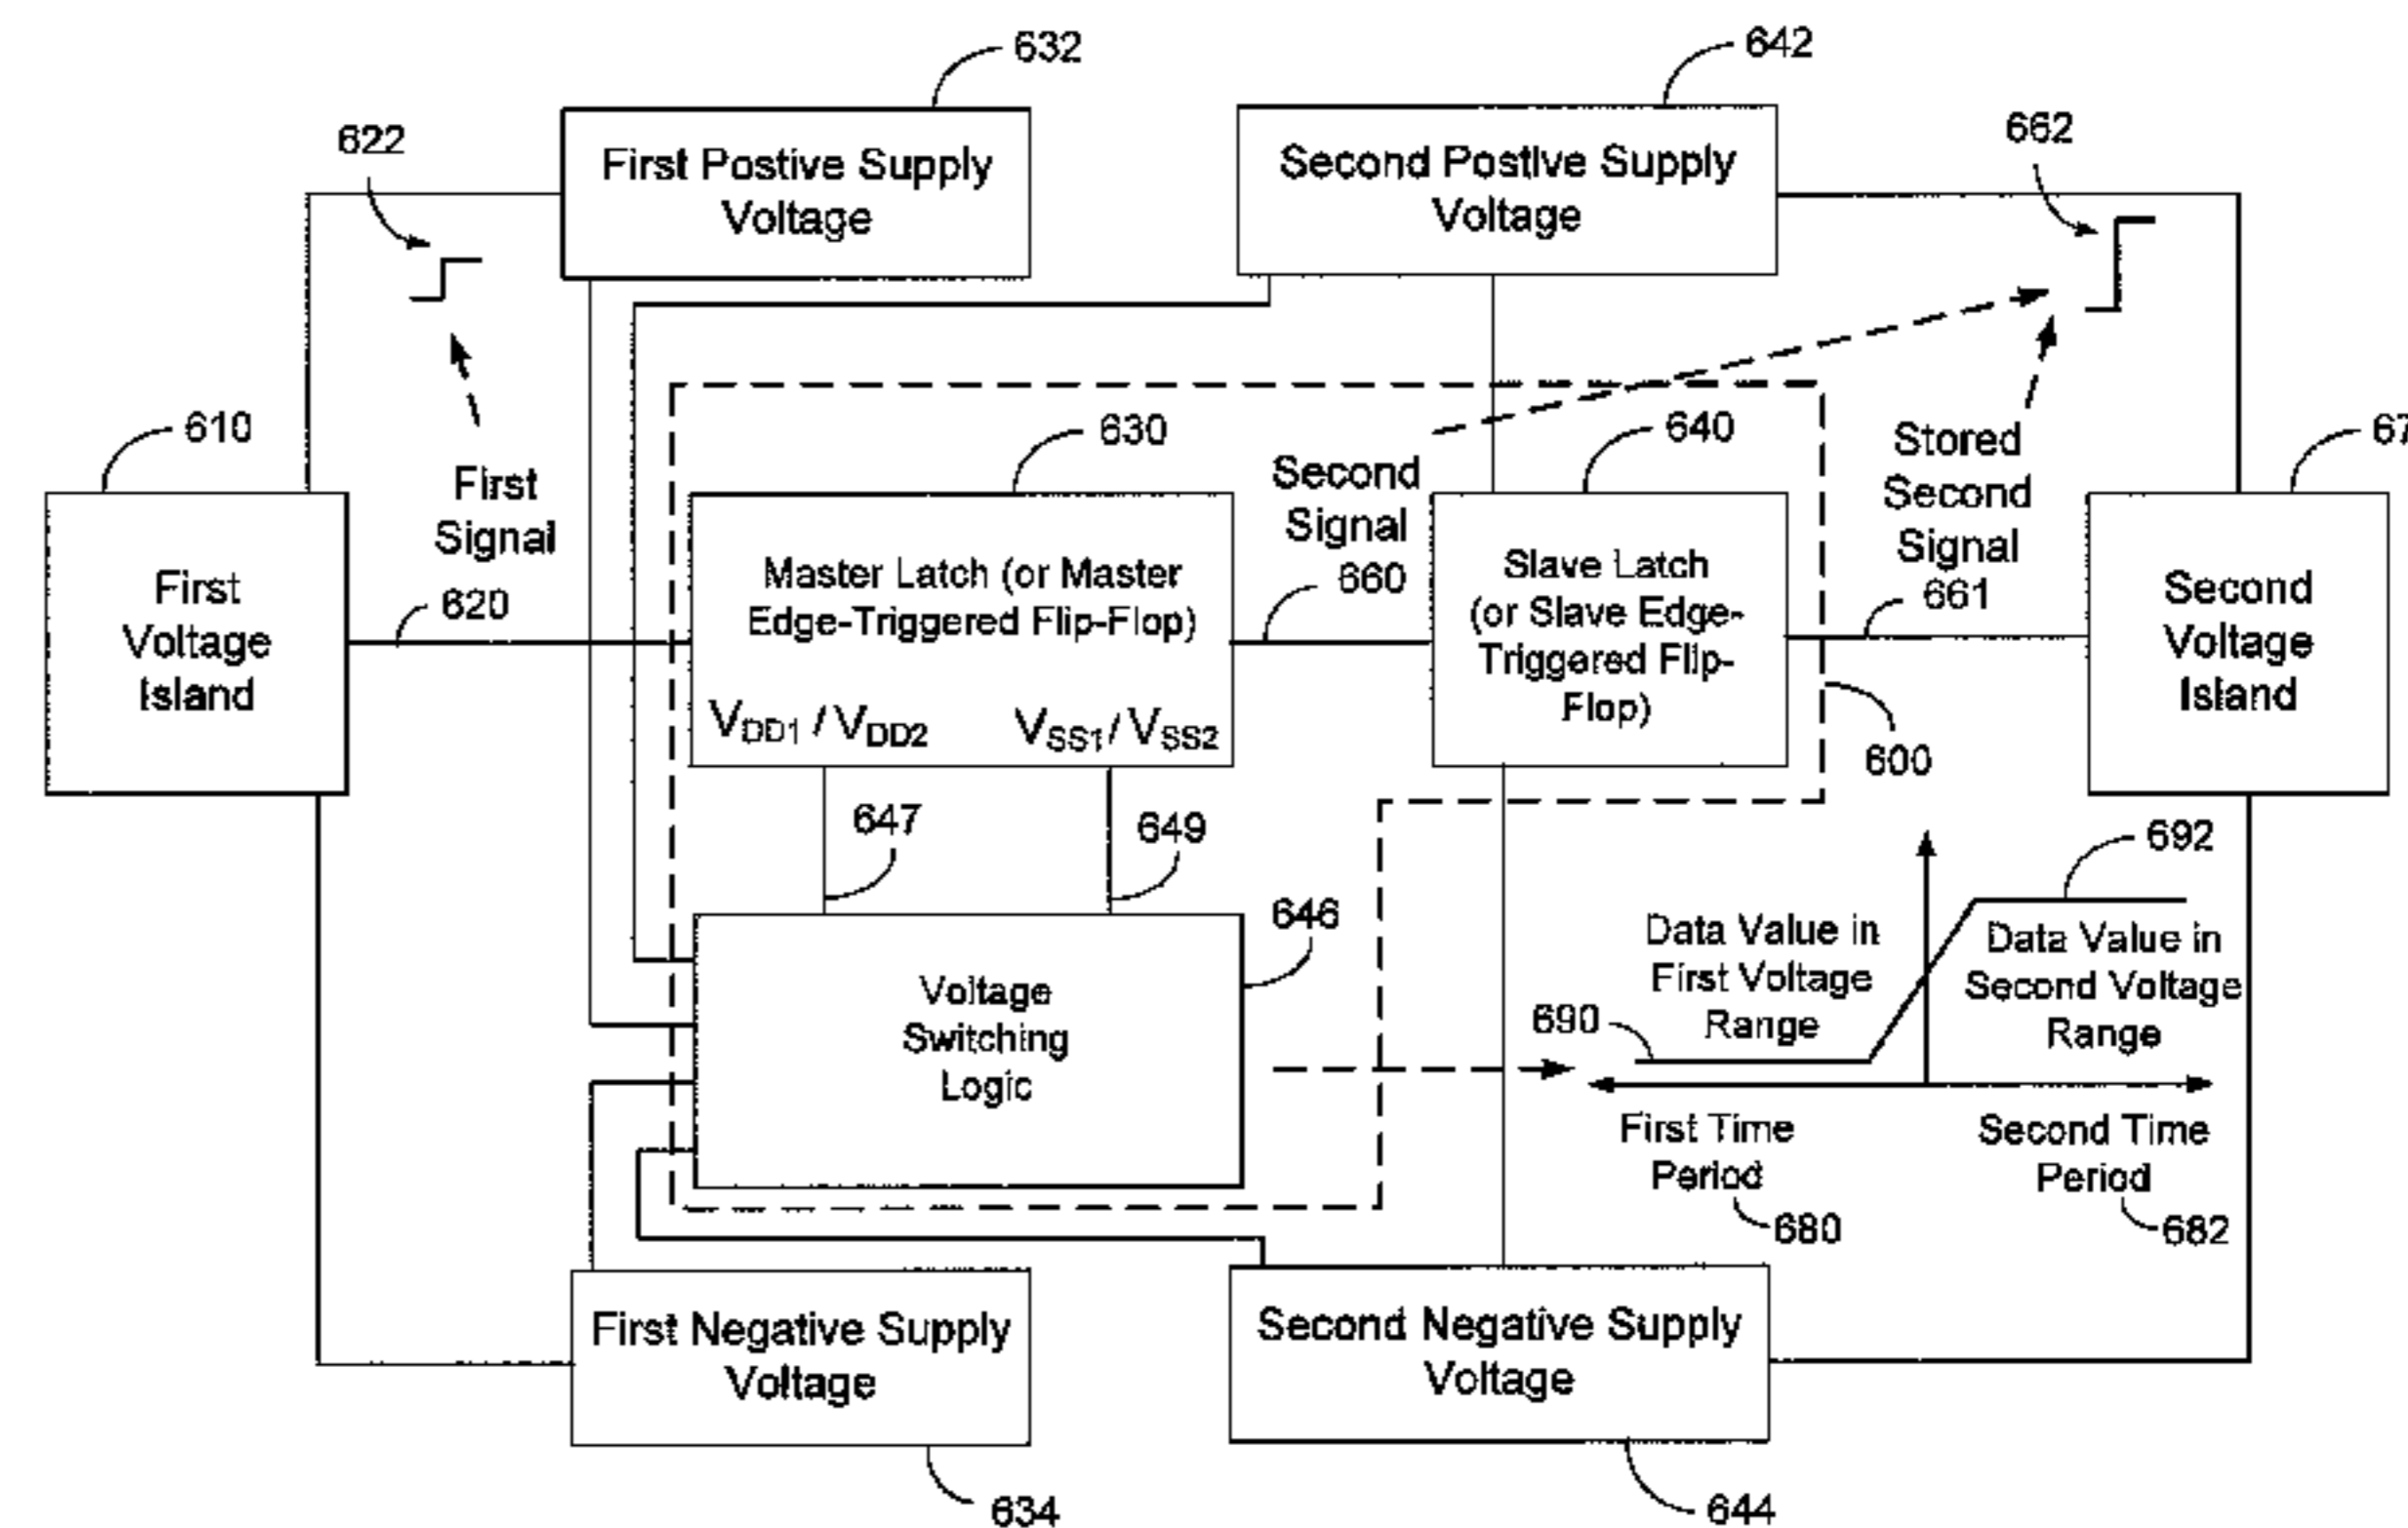 632
642
622
662
First Postive Supply
Voltage
Second Postive Supply
Voltage
610
630
640
67
First
Signal
Second
Signal
Stored
Second
Signal
First
Voltage
Island
620
Master Latch (or Master
Edge-Triggered Flip-Flop)
VDD1 / VDD2
VSS1 / VSS2
660
Slave Latch
(or Slave Edge-
Triggered Flip-
Flop)
661
Second
Voltage
Island
600
647
649
692
646
Voltage
Switching
Logic
Data Value in
First Voltage
Range
Data Value in
Second Voltage
Range
690
First Time
Period
680
Second Time
Period
682
First Negative Supply
Voltage
Second Negative Supply
Voltage
634
644